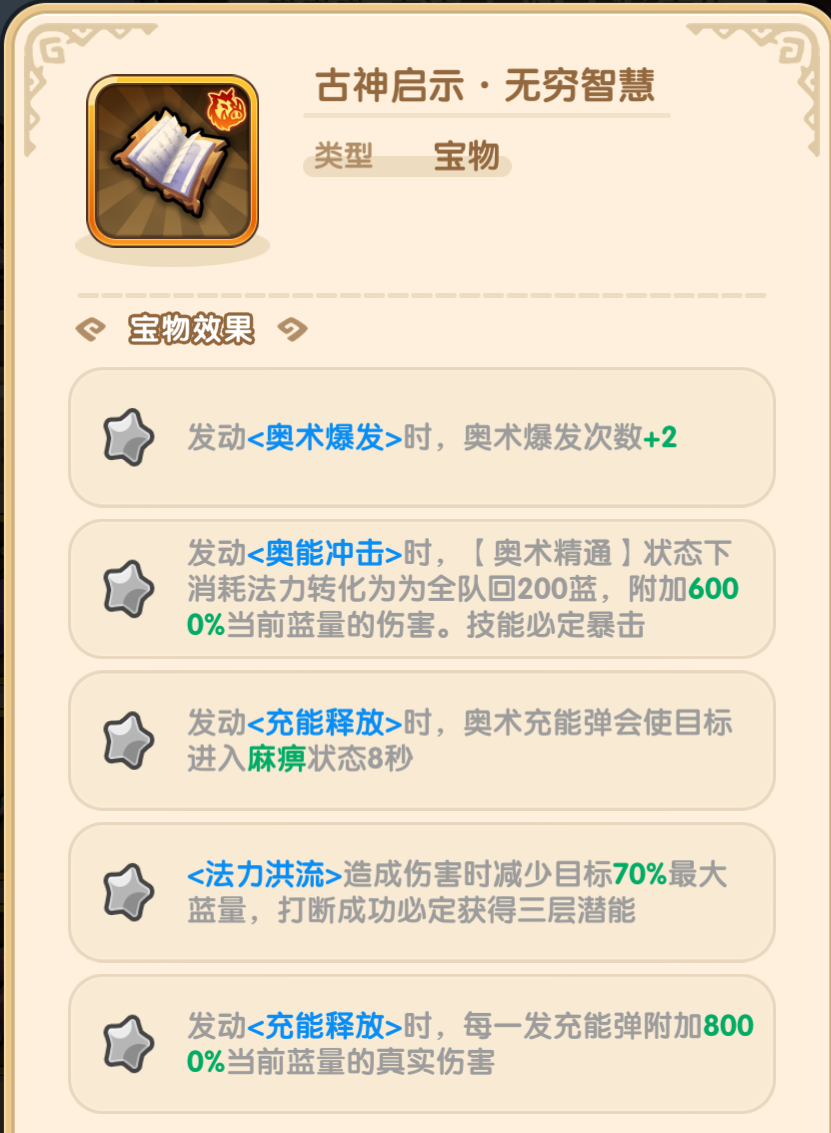 古神启示·无穷智慧
类型 宝物
宝物效果
发动<奥术爆发>时，奥术爆发次数+2
发动<奥能冲击>时，【奥术精通】状态下
消耗法力转化为为全队回200蓝，附加600
0%当前蓝量的伤害。技能必定暴击
发动<充能释放>时，奥术充能弹会使目标
进入麻痹状态8秒
<法力洪流>造成伤害时减少目标70%最大
蓝量，打断成功必定获得三层潜能
发动<充能释放>时，每一发充能弹附加800
0%当前蓝量的真实伤害